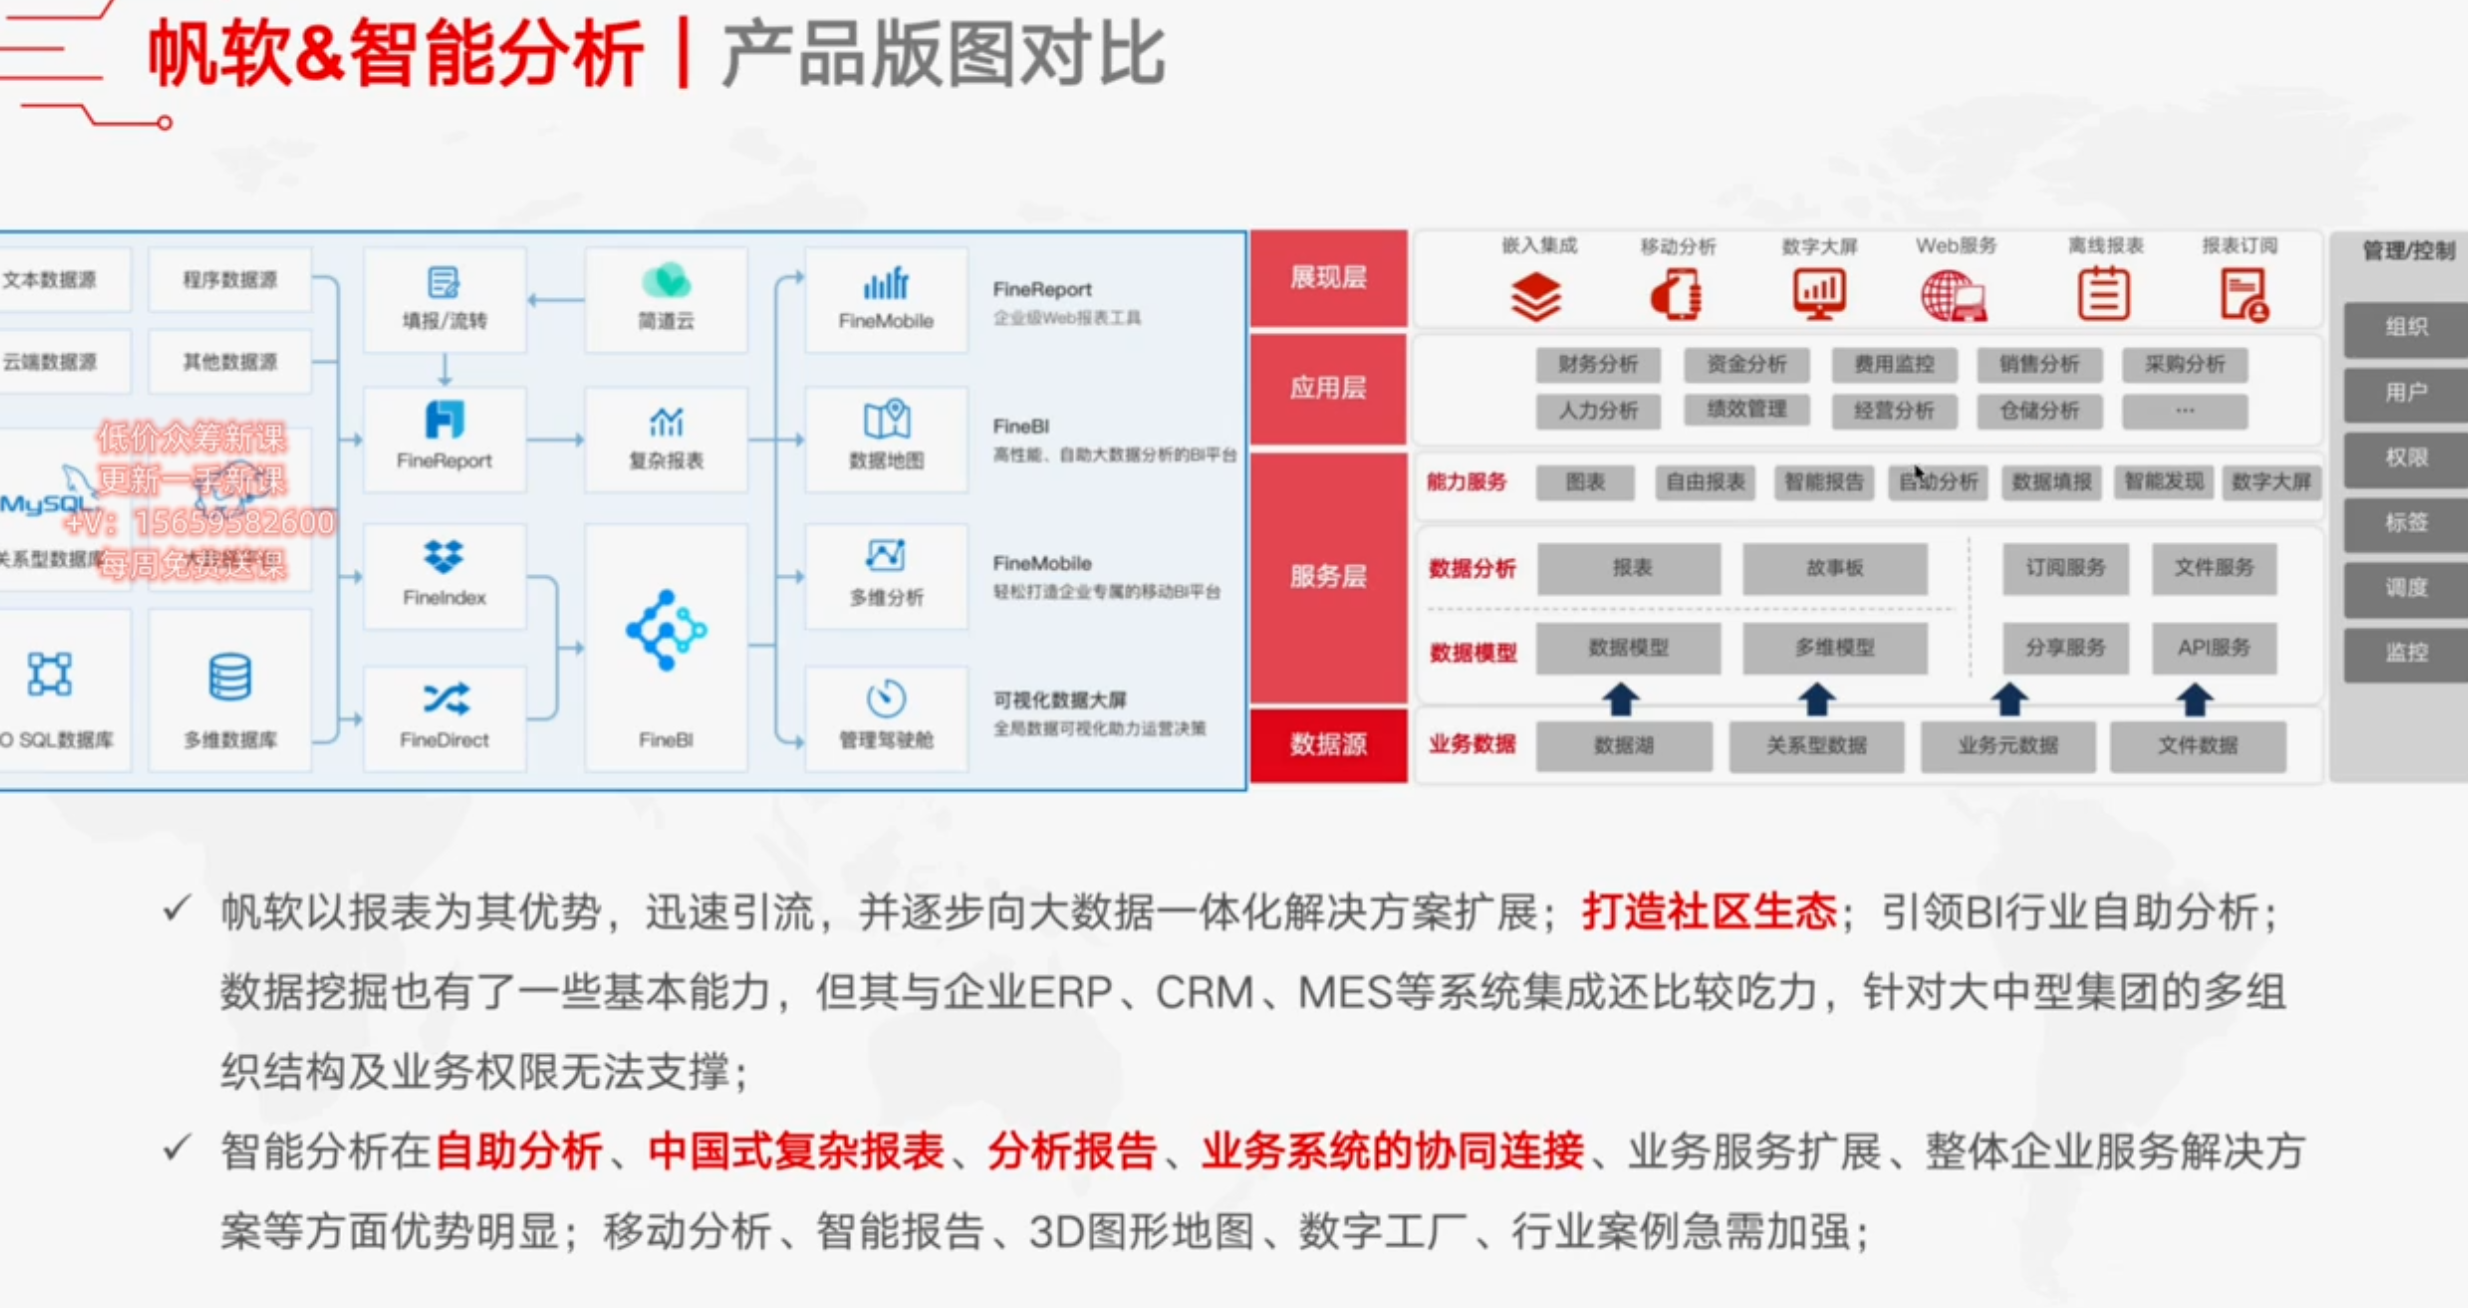 帆软&智能分析 | 产品版图对比
文本数据源
程序数据源
云端数据源
其他数据源
低价众筹新课
更新一手新课
+V：15659582600
每周免费送课
MySQL
关系型数据库
O SQL数据库
多维数据库
填报/流转
简道云
FineMobile
FineReport
复杂报表
数据地图
FineIndex
多维分析
FineDirect
FineBI
管理驾驶舱
FineReport
企业级Web报表工具
FineBI
高性能、自助大数据分析的BI平台
FineMobile
轻松打造企业专属的移动BI平台
可视化数据大屏
全局数据可视化助力运营决策
展现层
嵌入集成 移动分析 数字大屏 Web服务 离线报表 报表订阅
应用层
财务分析 资金分析 费用监控 销售分析 采购分析
人力分析 绩效管理 经营分析 仓储分析 ...
服务层
能力服务 图表 自由报表 智能报告 自助分析 数据填报 智能发现 数字大屏
数据分析 报表 故事板 订阅服务 文件服务
数据模型 数据模型 多维模型 分享服务 API服务
数据源
业务数据 数据湖 关系型数据 业务元数据 文件数据
管理/控制
组织
用户
权限
标签
调度
监控
✓ 帆软以报表为其优势，迅速引流，并逐步向大数据一体化解决方案扩展；打造社区生态；引领BI行业自助分析；
数据挖掘也有了一些基本能力，但其与企业ERP、CRM、MES等系统集成还比较吃力，针对大中型集团的多组
织结构及业务权限无法支撑；
✓ 智能分析在自助分析、中国式复杂报表、分析报告、业务系统的协同连接、业务服务扩展、整体企业服务解决方
案等方面优势明显；移动分析、智能报告、3D图形地图、数字工厂、行业案例急需加强；